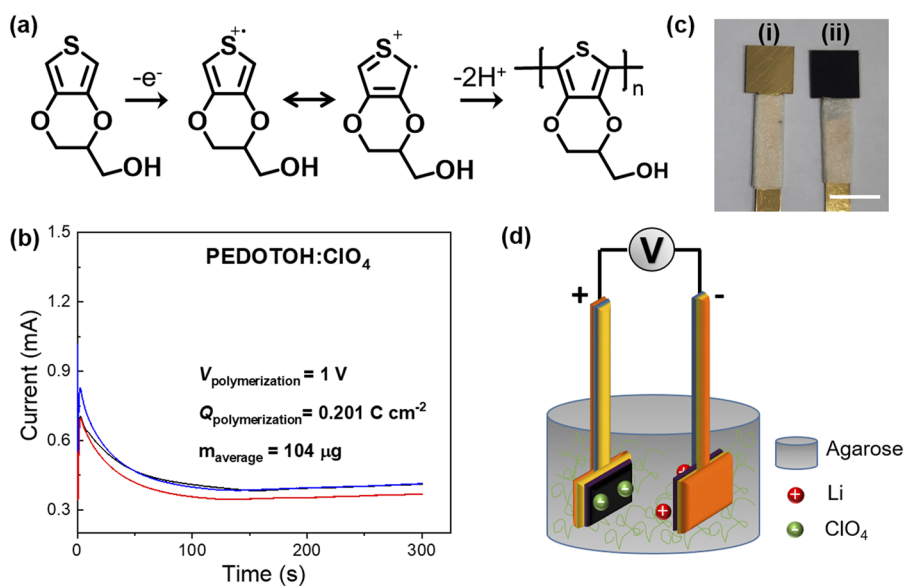 (a)
S
O
O
OH
-e⁻
S
+•
O
O
OH
S
+
•
O
O
OH
-2H⁺
S
n
O
O
OH
(c)
(i)
(ii)
(b)
PEDOTOH:ClO₄
V polymerization = 1 V
Q polymerization = 0.201 C cm⁻²
m average = 104 μg
Current (mA)
1.5
1.2
0.9
0.6
0.3
0
100
200
300
Time (s)
(d)
V
+
-
Agarose
+ Li
- ClO₄